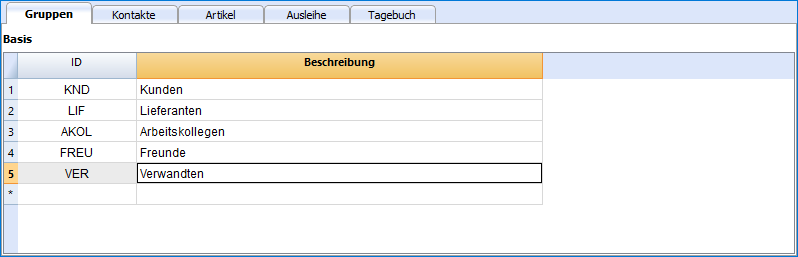 Gruppen Kontakte Artikel Ausleihe Tagebuch
Basis
ID Beschreibung
1 KND Kunden
2 LIF Lieferanten
3 AKOL Arbeitskollegen
4 FREU Freunde
5 VER Verwandten
*